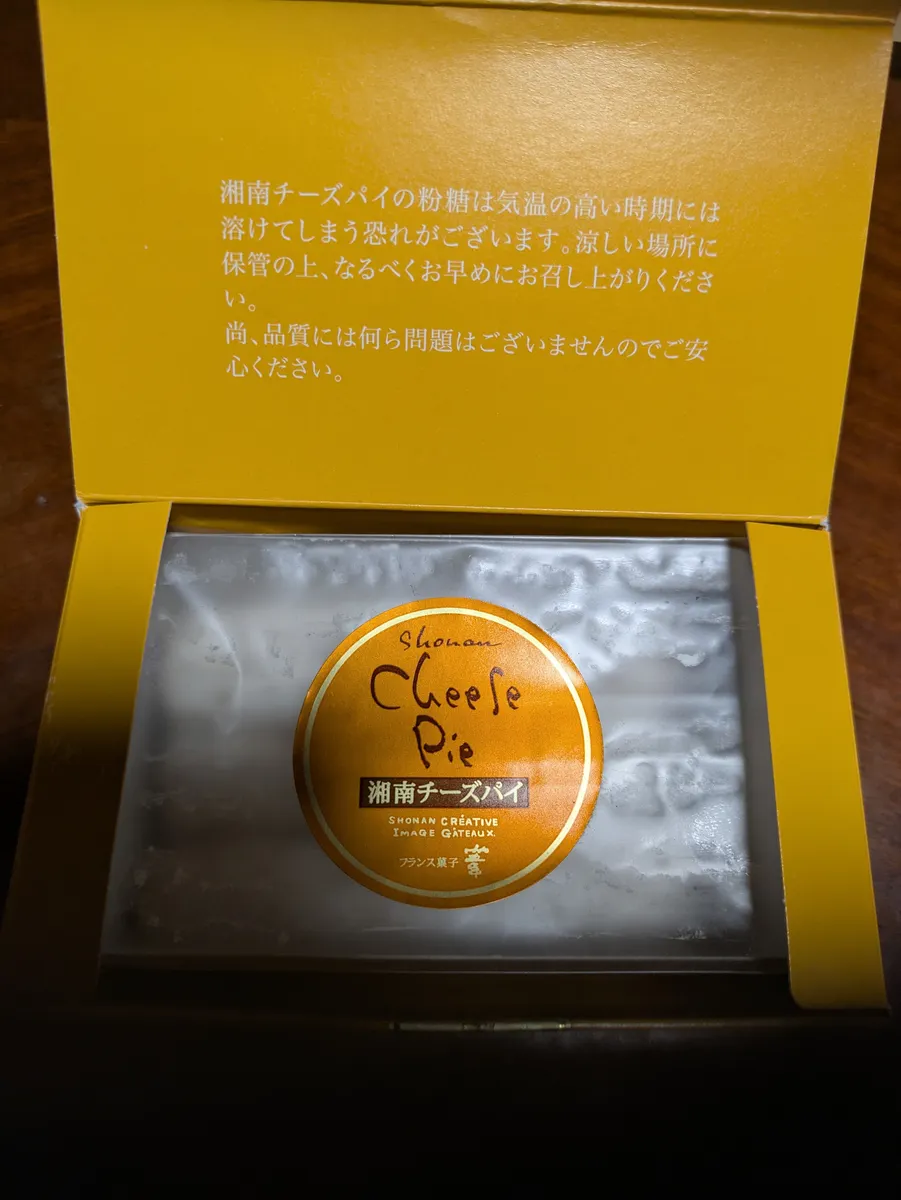 湘南チーズパイの粉糖は気温の高い時期には
溶けてしまう恐れがございます。涼しい場所に
保管の上、なるべくお早めにお召し上がりくださ
い。
尚、品質には何ら問題はございませんのでご安
心ください。
Shonan
Cheese
Pie
湘南チーズパイ
SHONAN CRÉATIVE
IMAGE GÂTEAUX.
フランス菓子 葦